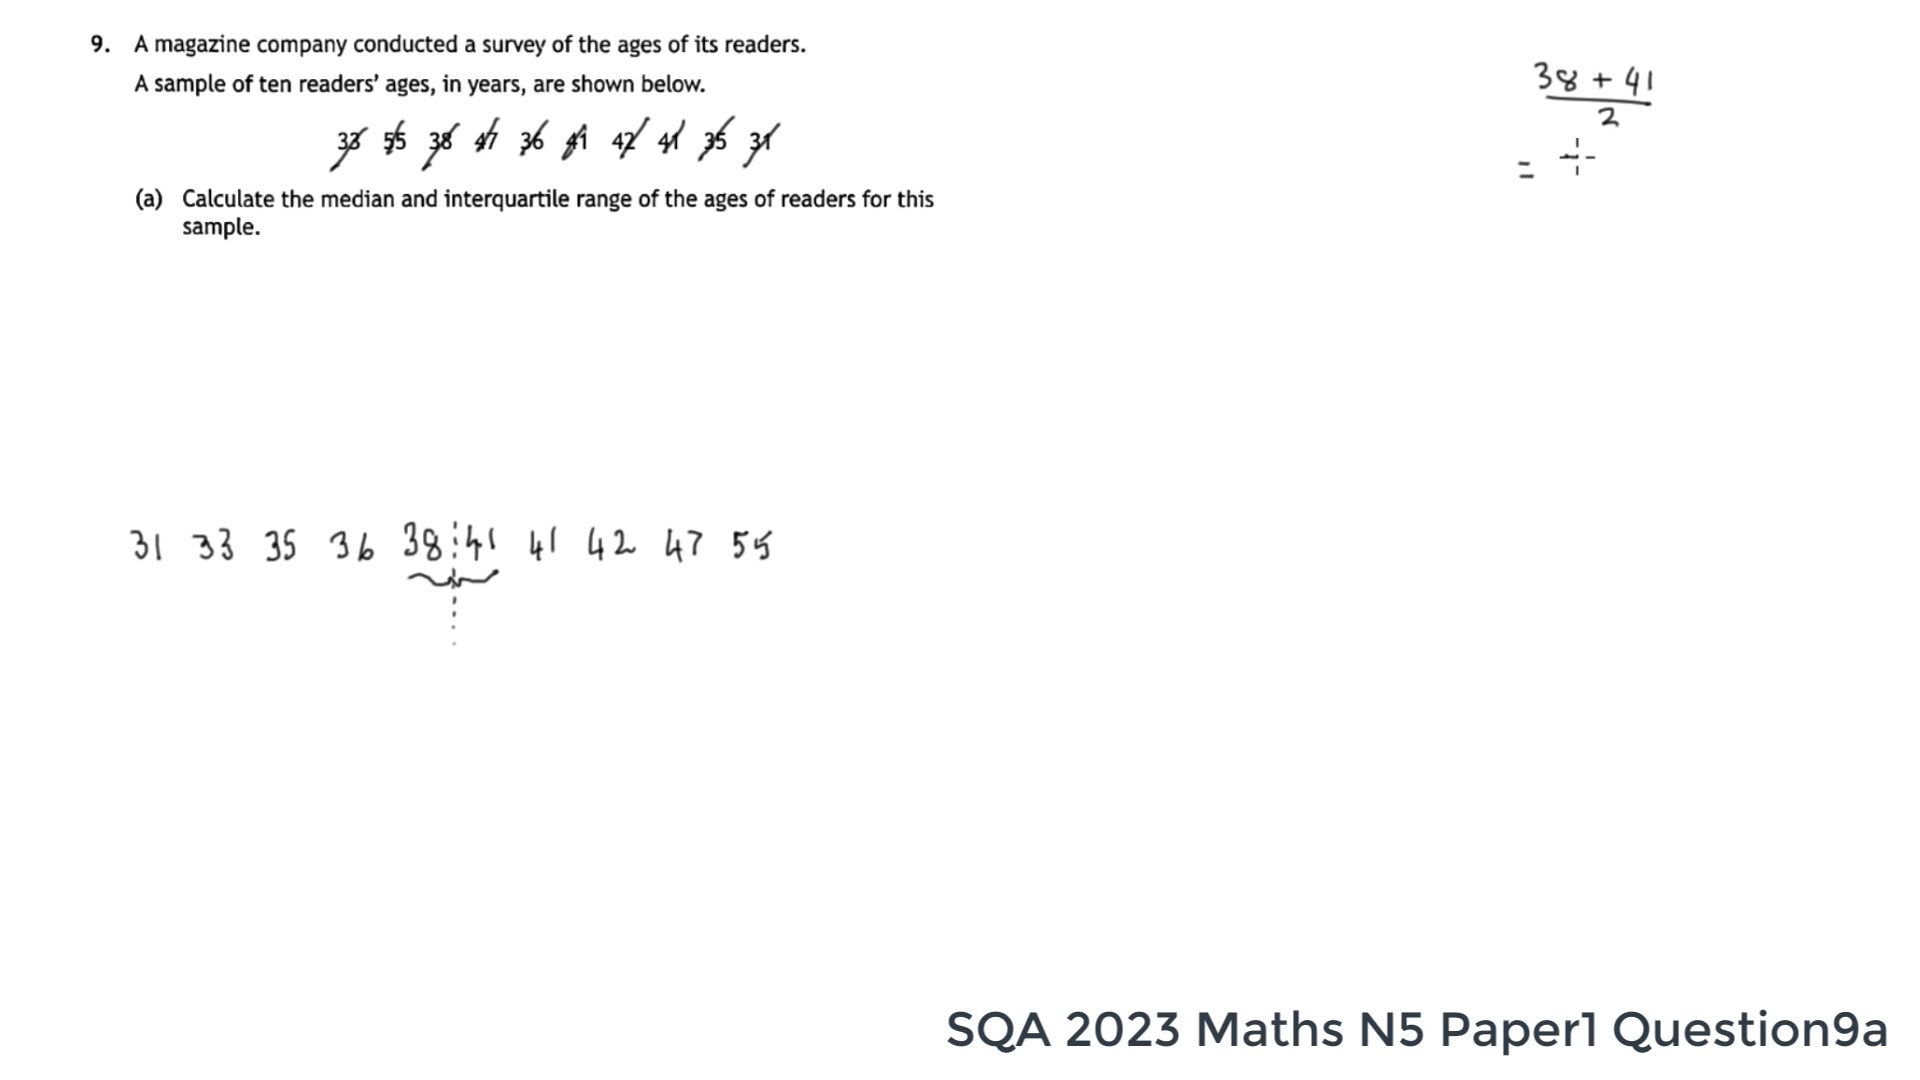 9. A magazine company conducted a survey of the ages of its readers.
A sample of ten readers' ages, in years, are shown below.
33 55 38 47 36 41 42 41 35 31
(a) Calculate the median and interquartile range of the ages of readers for this
sample.
38 + 41
2
=
31 33 35 36 38 41 41 42 47 55
SQA 2023 Maths N5 Paper1 Question9a